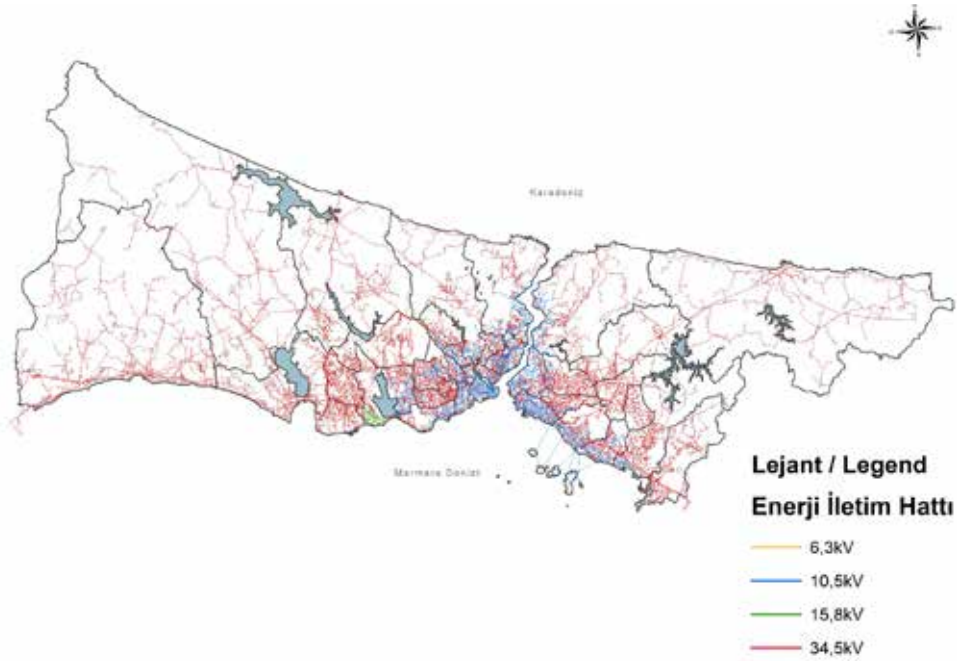 Karadeniz
Marmara Denizi
Lejant / Legend
Enerji İletim Hattı
6,3kV
10,5kV
15,8kV
34,5kV